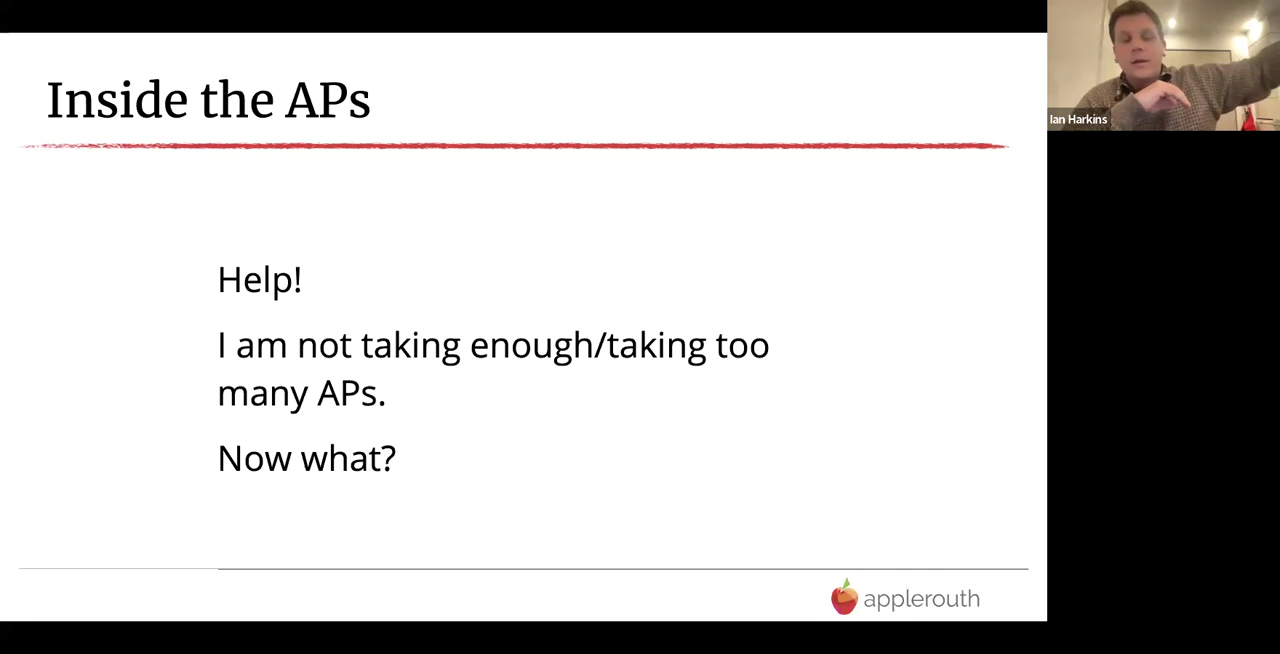 Inside the APs
Ian Harkins
Help!
I am not taking enough/taking too
many APs.
Now what?
applerouth